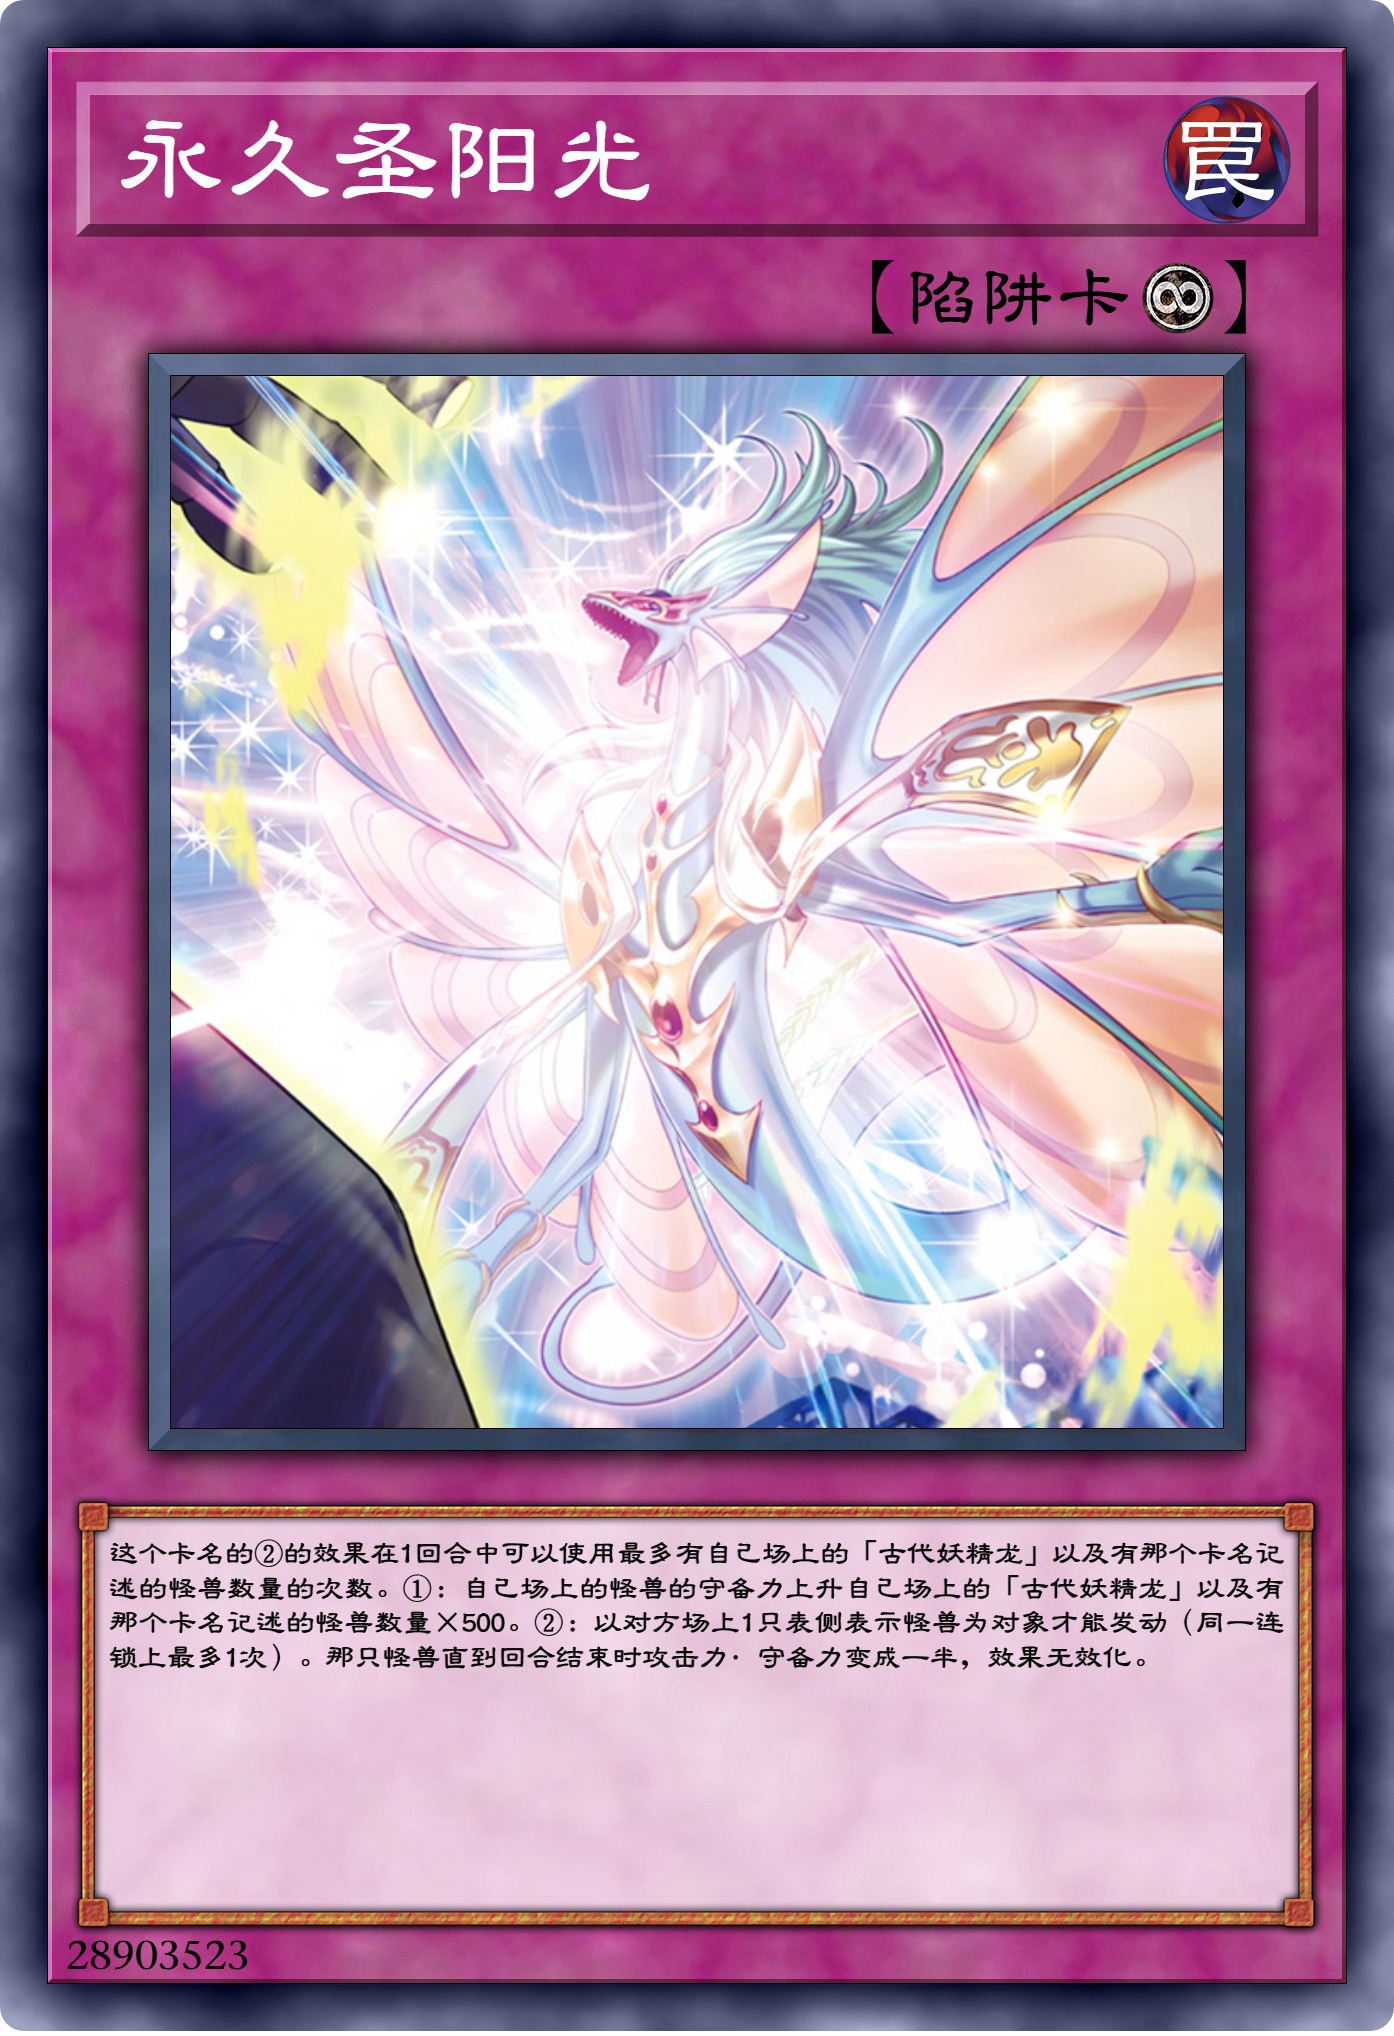 永久圣阳光
罠
【陷阱卡♾】
这个卡名的②的效果在1回合中可以使用最多有自己场上的「古代妖精龙」以及有那个卡名记
述的怪兽数量的次数。①：自己场上的怪兽的守备力上升自己场上的「古代妖精龙」以及有
那个卡名记述的怪兽数量×500。②：以对方场上1只表侧表示怪兽为对象才能发动（同一连
锁上最多1次）。那只怪兽直到回合结束时攻击力·守备力变成一半，效果无效化。
28903523